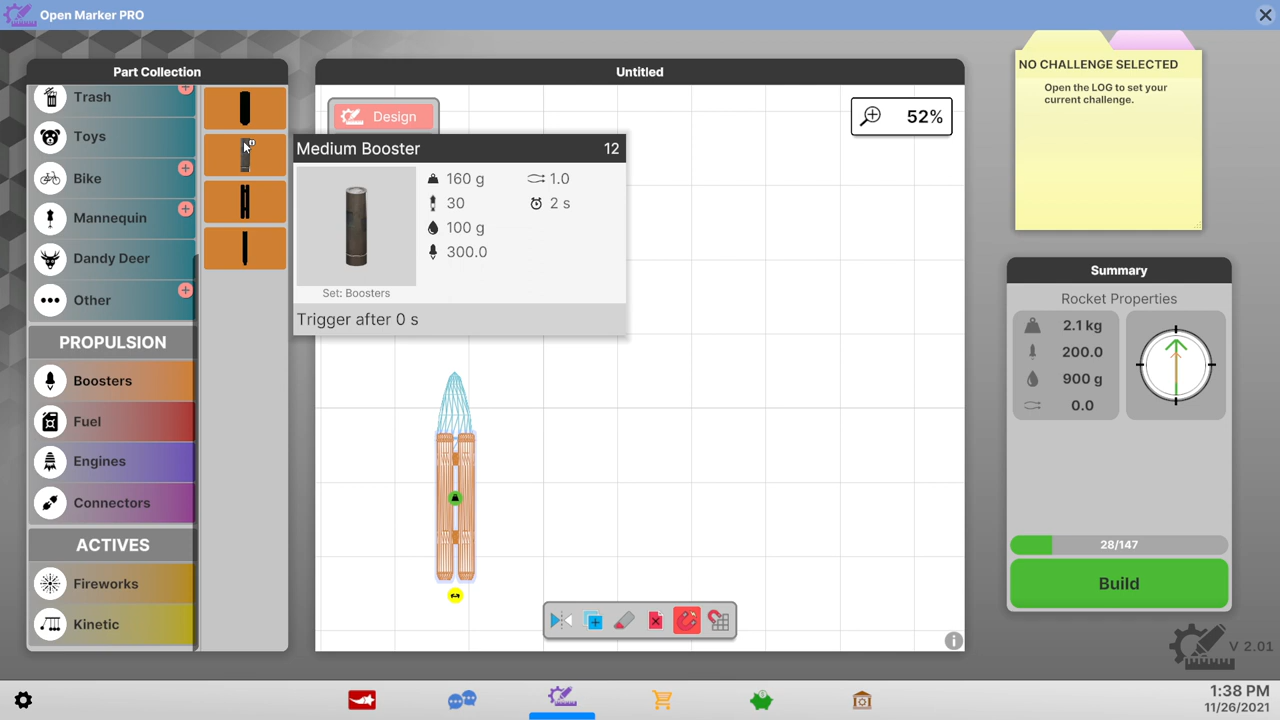 Open Marker PRO
Part Collection
Trash
Toys
Bike
Mannequin
Dandy Deer
Other
PROPULSION
Boosters
Fuel
Engines
Connectors
ACTIVES
Fireworks
Kinetic
Untitled
Design
52%
Medium Booster 12
160 g 1.0
30 2 s
100 g
300.0
Set: Boosters
Trigger after 0 s
NO CHALLENGE SELECTED
Open the LOG to set your
current challenge.
Summary
Rocket Properties
2.1 kg
200.0
900 g
0.0
28/147
Build
V 2.01
1:38 PM
11/26/2021